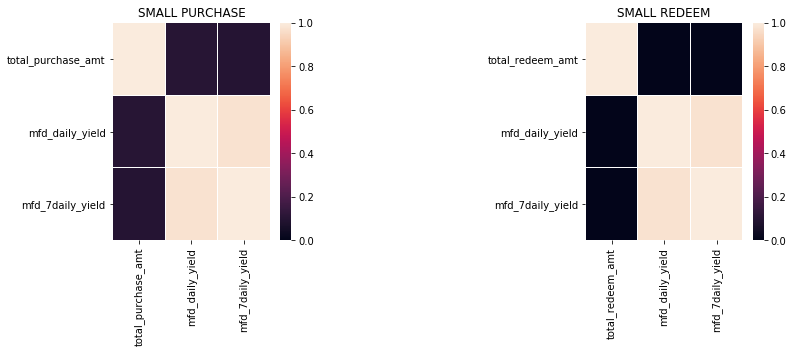 SMALL PURCHASE
total_purchase_amt
mfd_daily_yield
mfd_7daily_yield
total_purchase_amt
mfd_daily_yield
mfd_7daily_yield
1.0
0.8
0.6
0.4
0.2
0.0
SMALL REDEEM
total_redeem_amt
mfd_daily_yield
mfd_7daily_yield
total_redeem_amt
mfd_daily_yield
mfd_7daily_yield
1.0
0.8
0.6
0.4
0.2
0.0